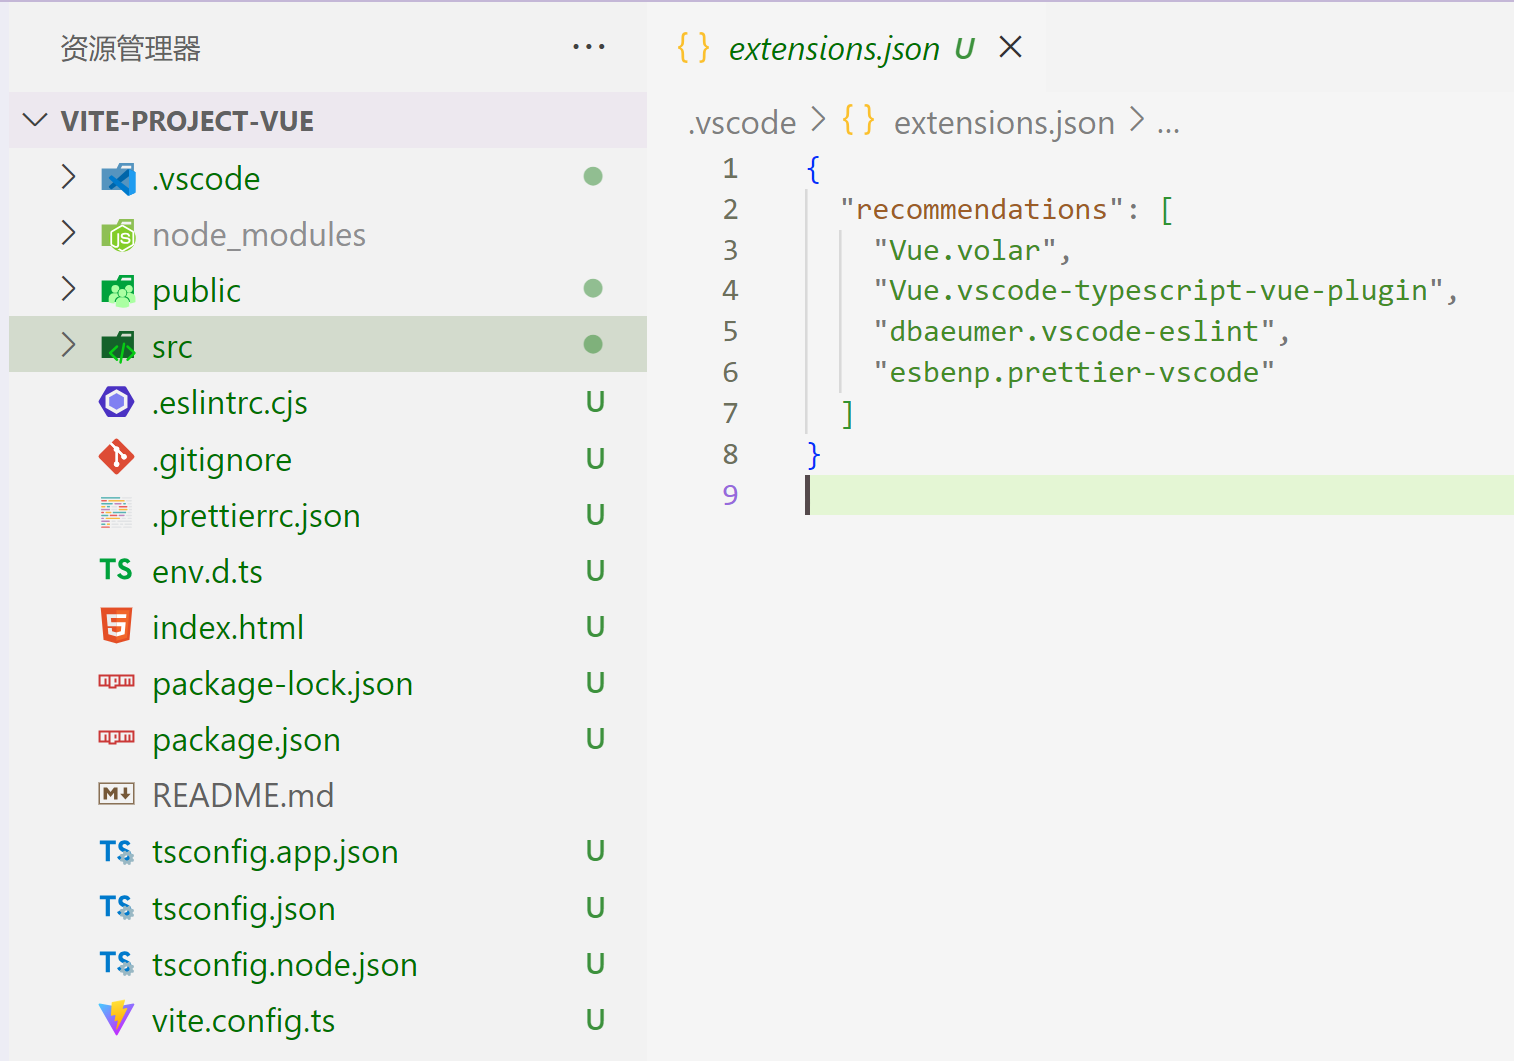 资源管理器 ···
VITE-PROJECT-VUE
.vscode
node_modules
public
src
.eslintrc.cjs U
.gitignore U
.prettierrc.json U
TS env.d.ts U
index.html U
package-lock.json U
package.json U
README.md
TS tsconfig.app.json U
TS tsconfig.json U
TS tsconfig.node.json U
vite.config.ts U
{ } extensions.json U ×
.vscode > { } extensions.json > ...
1 {
2 "recommendations": [
3 "Vue.volar",
4 "Vue.vscode-typescript-vue-plugin",
5 "dbaeumer.vscode-eslint",
6 "esbenp.prettier-vscode"
7 ]
8 }
9